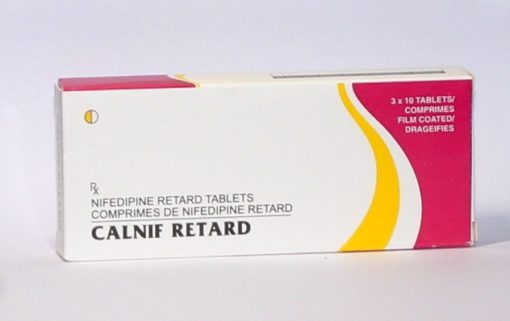 3 x 10 TABLETS/
COMPRIMES
FILM COATED/
DRAGEIFIES
Rx
NIFEDIPINE RETARD TABLETS
COMPRIMES DE NIFEDIPINE RETARD
CALNIF RETARD